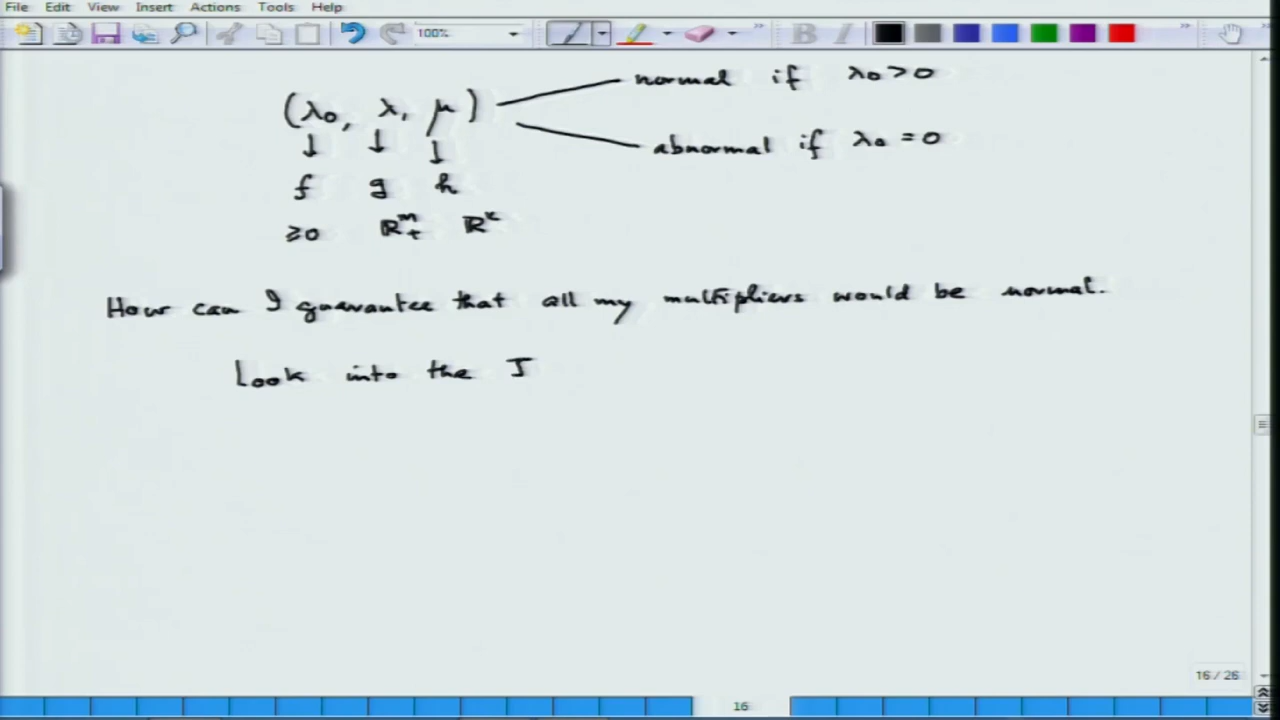 File Edit View Insert Actions Tools Help
100%
B I
(λ₀, λ, μ)
normal if λ₀ > 0
abnormal if λ₀ = 0
↓ ↓ ↓
f g h
≥0 ℝᵐ₊ ℝᵏ
How can I guarantee that all my multipliers would be normal.
Look into the J
16 / 26
16